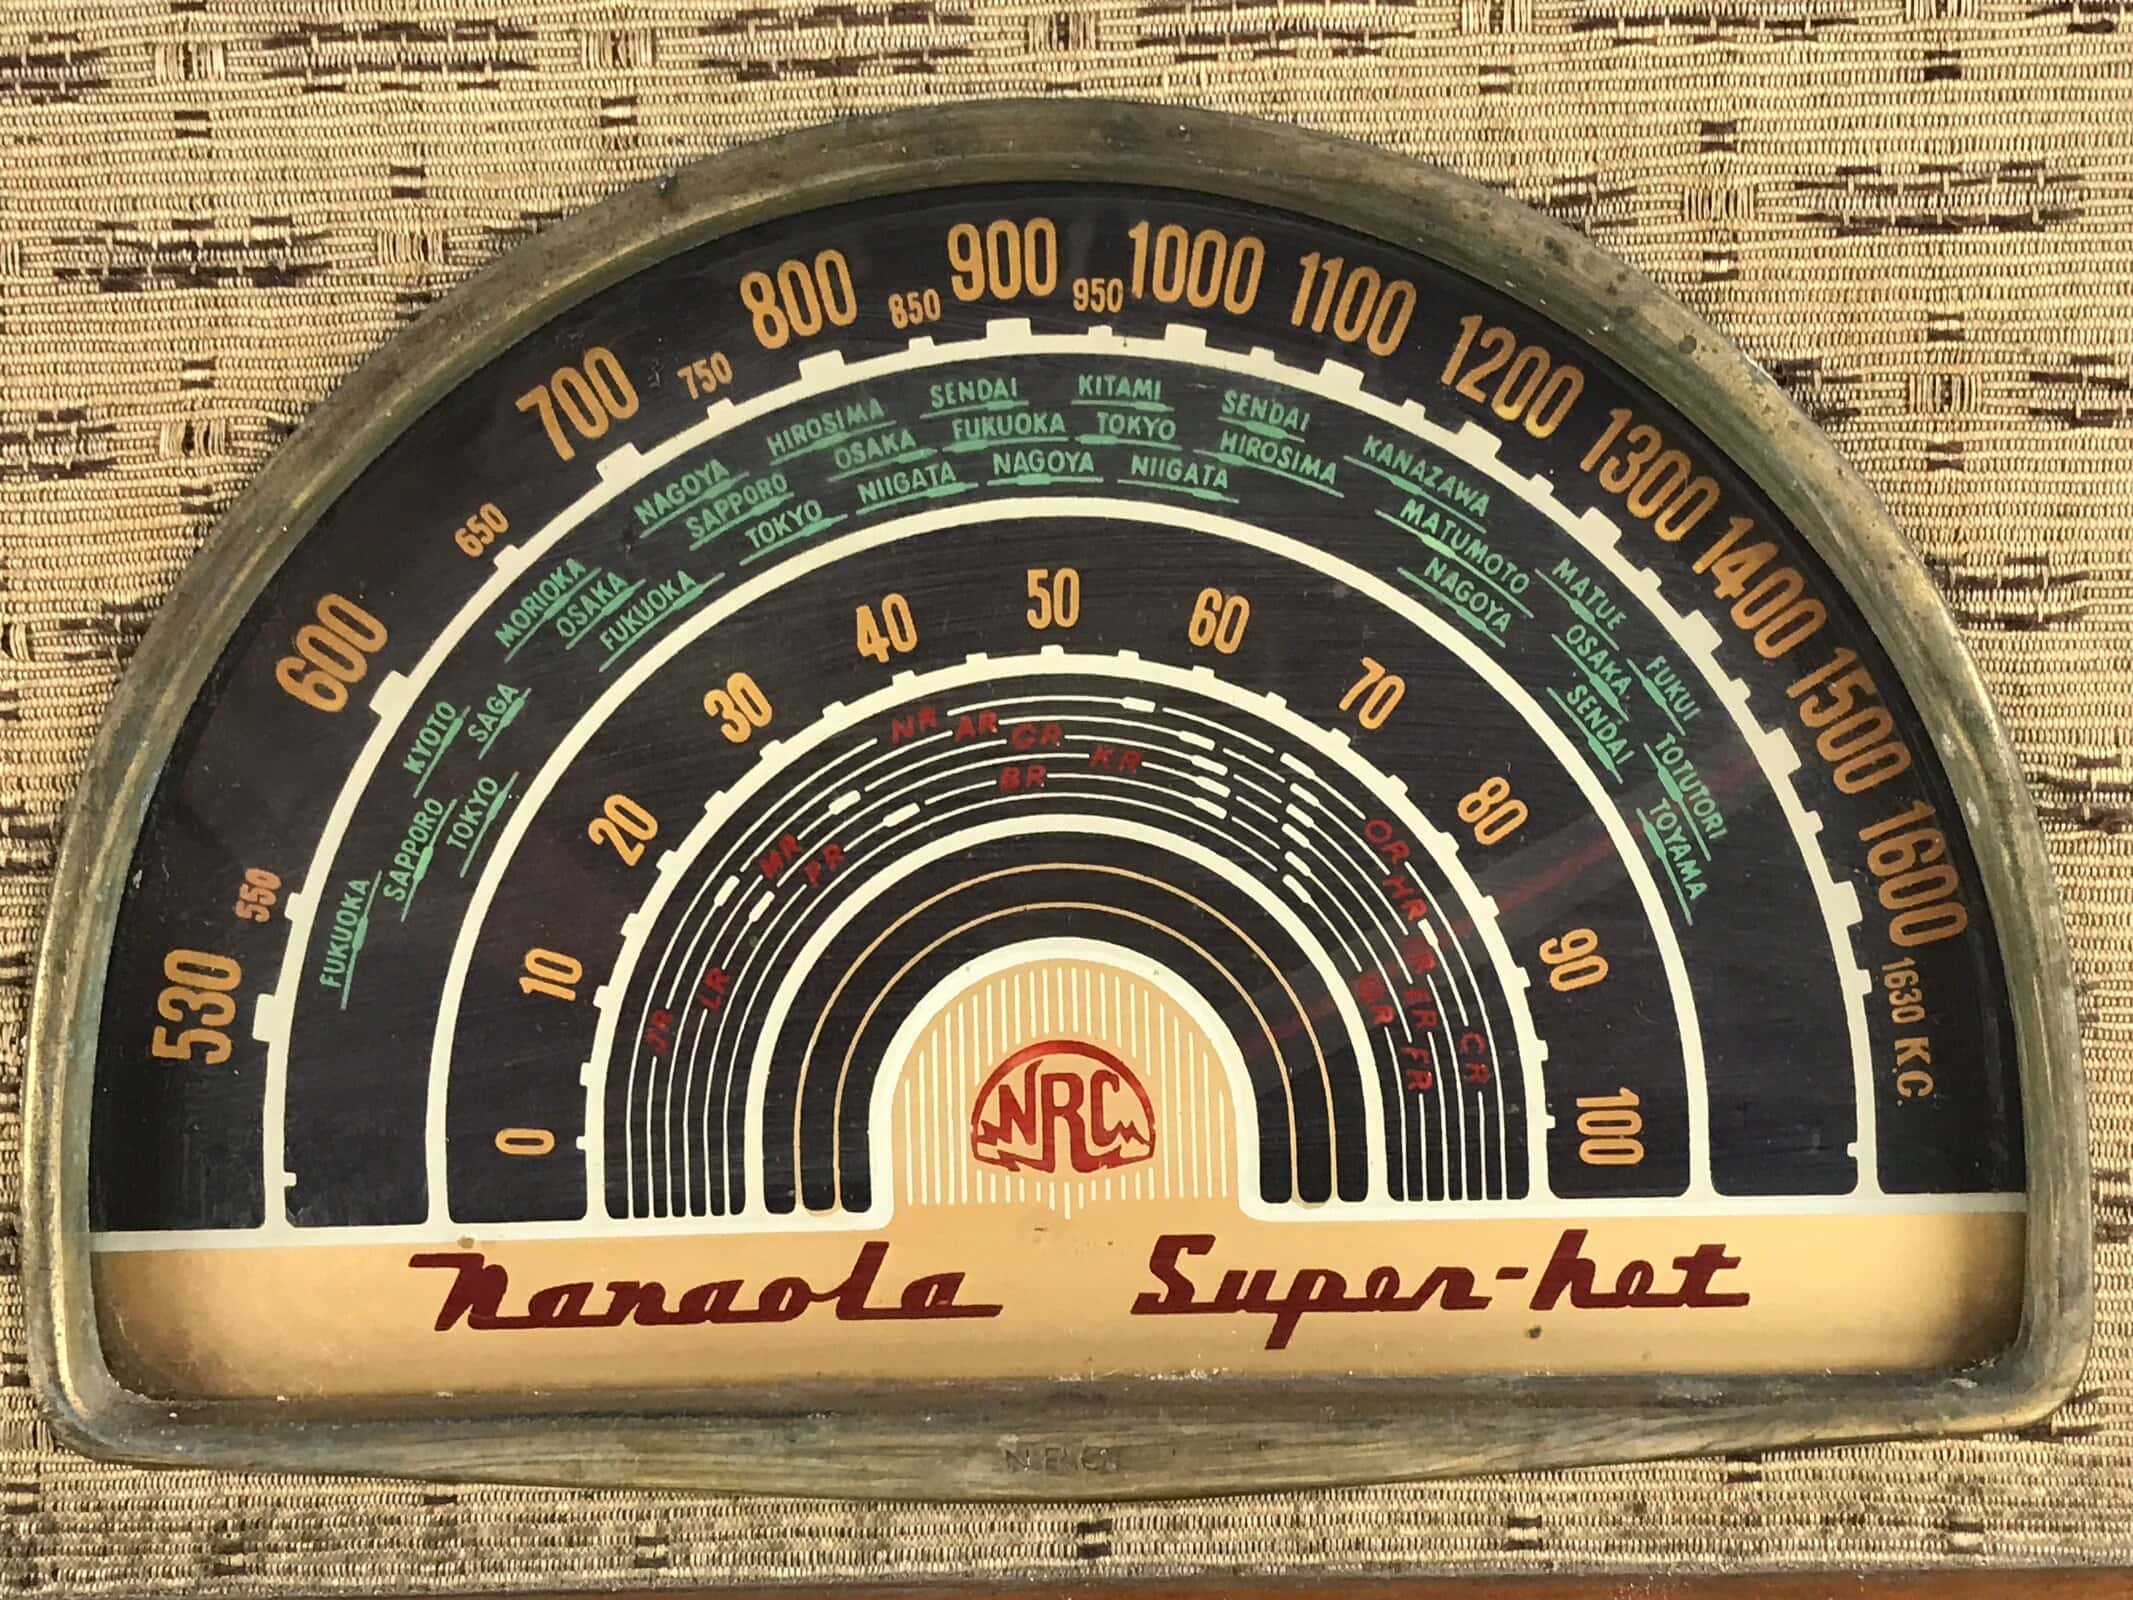 530 550 600 650 700 750 800 850 900 950 1000 1100 1200 1300 1400 1500 1600 1630 K.C.
FUKUOKA
SAPPORO
KYOTO
TOKYO
SAGA
MORIOKA
OSAKA
FUKUOKA
NAGOYA
SAPPORO
TOKYO
HIROSIMA
OSAKA
NIIGATA
SENDAI
FUKUOKA
NAGOYA
KITAMI
TOKYO
NIIGATA
SENDAI
HIROSIMA
KANAZAWA
MATUMOTO
NAGOYA
MATUE
OSAKA
SENDAI
FUKUI
TOTUTORI
TOYAMA
0 10 20 30 40 50 60 70 80 90 100
JR
LR
MR
PR
NR
AR
CR
KR
BR
OR
HR
ER
FR
CR
NRC
Nanaola Super-het